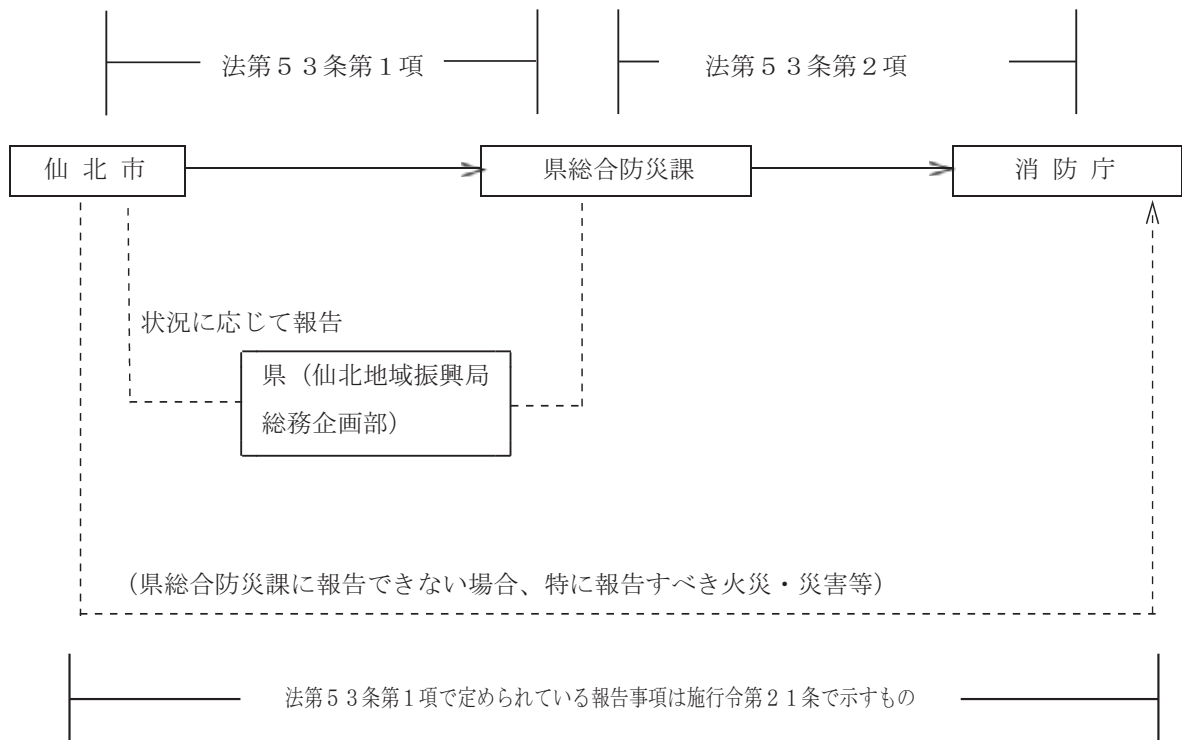 法第５３条第１項
法第５３条第２項
仙 北 市
県総合防災課
消 防 庁
状況に応じて報告
県（仙北地域振興局
総務企画部）
（県総合防災課に報告できない場合、特に報告すべき火災・災害等）
法第５３条第１項で定められている報告事項は施行令第２１条で示すもの